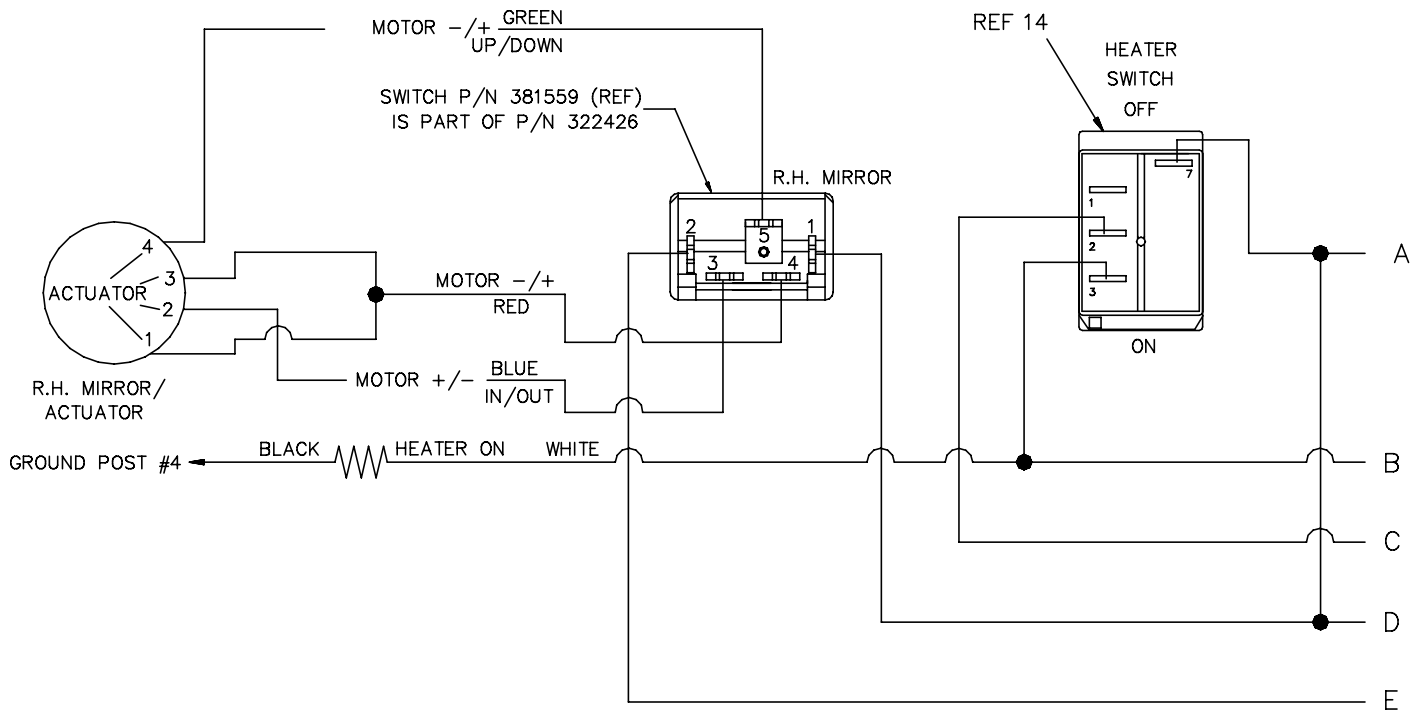 MOTOR -/+ GREEN
UP/DOWN
REF 14
HEATER
SWITCH
OFF
SWITCH P/N 381559 (REF)
IS PART OF P/N 322426
R.H. MIRROR
7
1
2
3
ON
2
5
1
3
4
4
3
ACTUATOR
2
1
R.H. MIRROR/
ACTUATOR
MOTOR -/+
RED
MOTOR +/- BLUE
IN/OUT
GROUND POST #4
BLACK
HEATER ON
WHITE
A
B
C
D
E